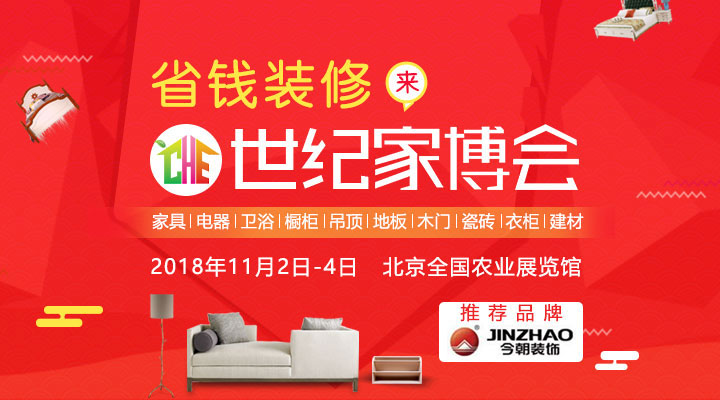 省钱装修 来
CHE 世纪家博会
家具|电器|卫浴|橱柜|吊顶|地板|木门|瓷砖|衣柜|建材
2018年11月2日-4日 北京全国农业展览馆
推荐品牌
JINZHAO
今朝装饰